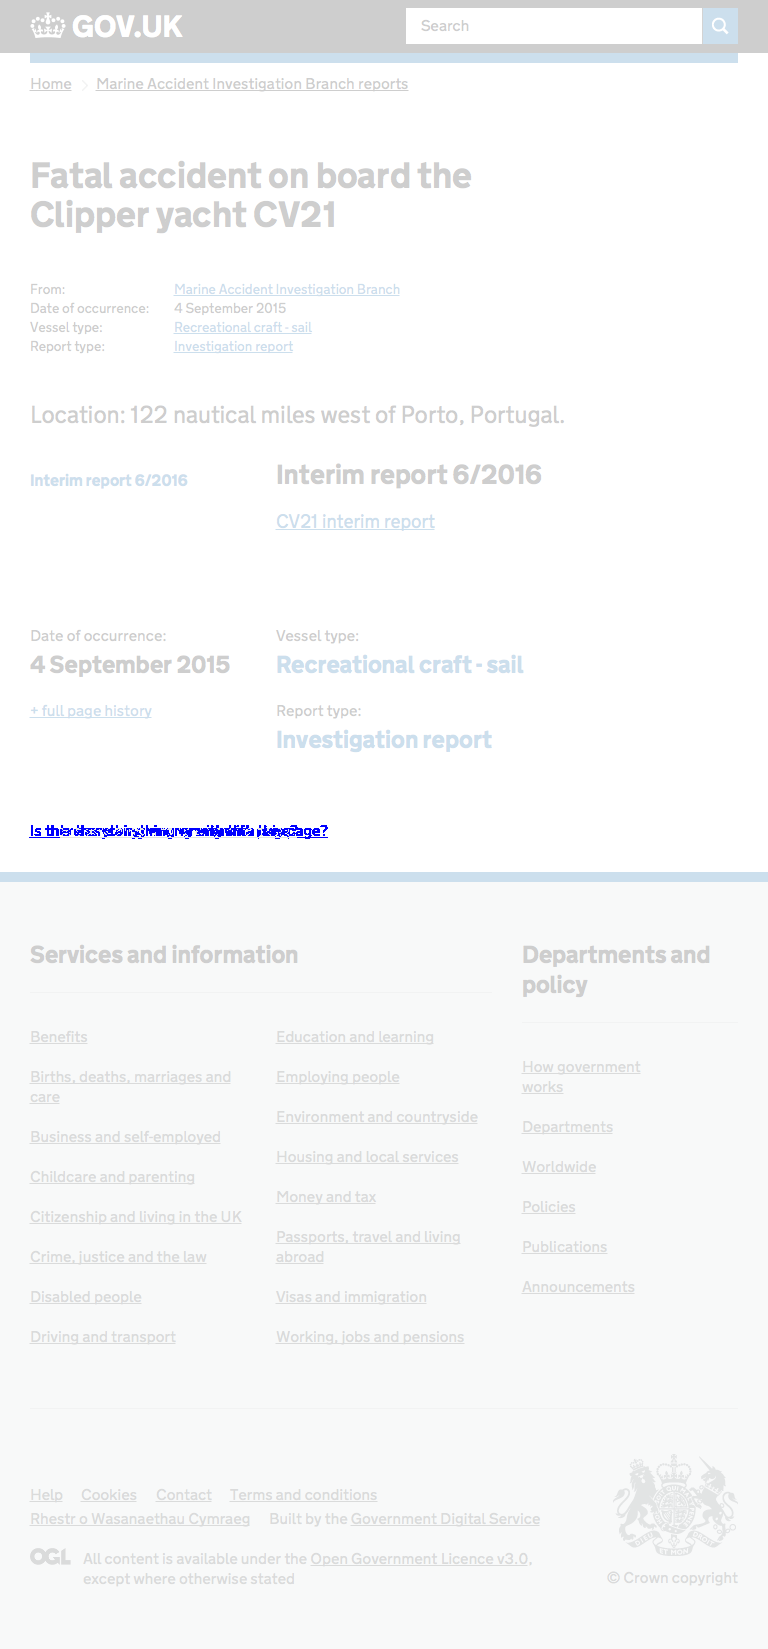 GOV.UK
Search
Home
Marine Accident Investigation Branch reports
Fatal accident on board the
Clipper yacht CV21
From:
Marine Accident Investigation Branch
Date of occurrence:
4 September 2015
Vessel type:
Recreational craft - sail
Report type:
Investigation report
Location: 122 nautical miles west of Porto, Portugal.
Interim report 6/2016
Interim report 6/2016
CV21 interim report
Date of occurrence:
4 September 2015
+ full page history
Vessel type:
Recreational craft - sail
Report type:
Investigation report
Services and information
Benefits
Births, deaths, marriages and
care
Business and self-employed
Childcare and parenting
Citizenship and living in the UK
Crime, justice and the law
Disabled people
Driving and transport
Education and learning
Employing people
Environment and countryside
Housing and local services
Money and tax
Passports, travel and living
abroad
Visas and immigration
Working, jobs and pensions
Departments and
policy
How government
works
Departments
Worldwide
Policies
Publications
Announcements
Help
Cookies
Contact
Terms and conditions
Rhestr o Wasanaethau Cymraeg
Built by the Government Digital Service
OGL
All content is available under the Open Government Licence v3.0,
except where otherwise stated
© Crown copyright